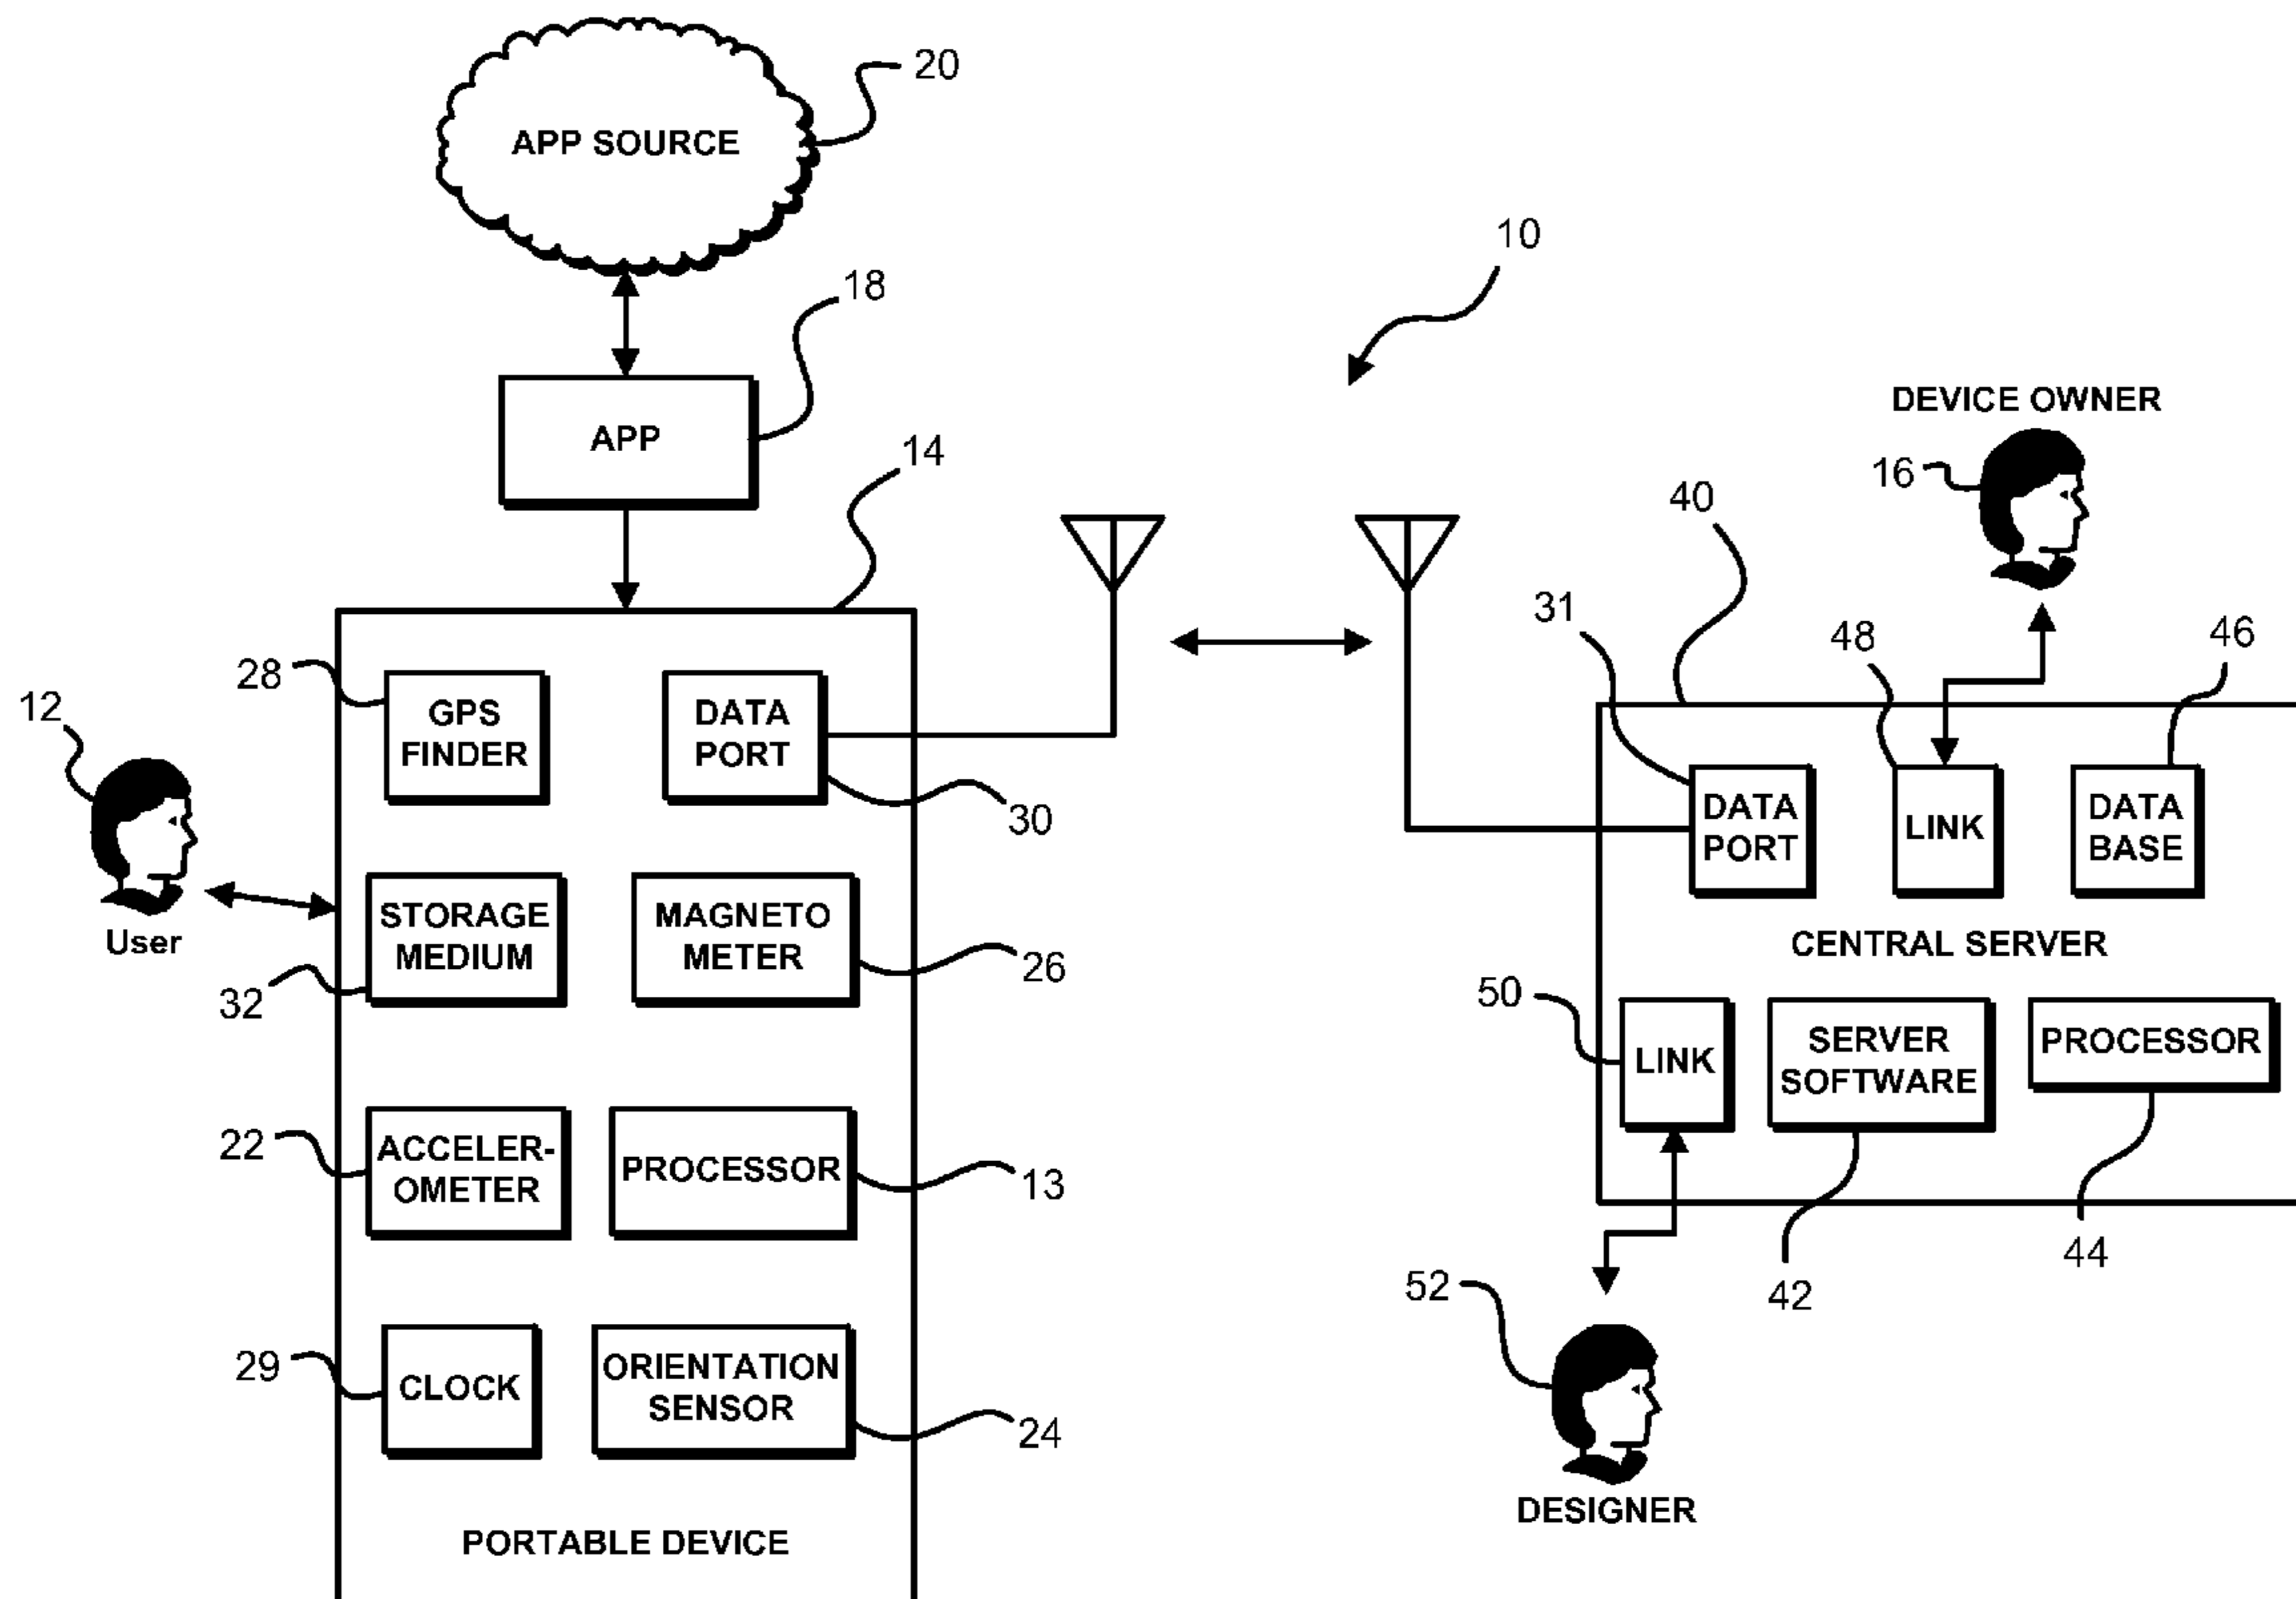 20
APP SOURCE
10
18
APP
DEVICE OWNER
14
16
40
31
48
46
28
12
GPS
FINDER
DATA
PORT
30
DATA
PORT
LINK
DATA
BASE
User
STORAGE
MEDIUM
MAGNETO
METER
32
26
CENTRAL SERVER
50
LINK
SERVER
SOFTWARE
PROCESSOR
22
ACCELER-
OMETER
PROCESSOR
13
44
42
52
29
CLOCK
ORIENTATION
SENSOR
24
DESIGNER
PORTABLE DEVICE